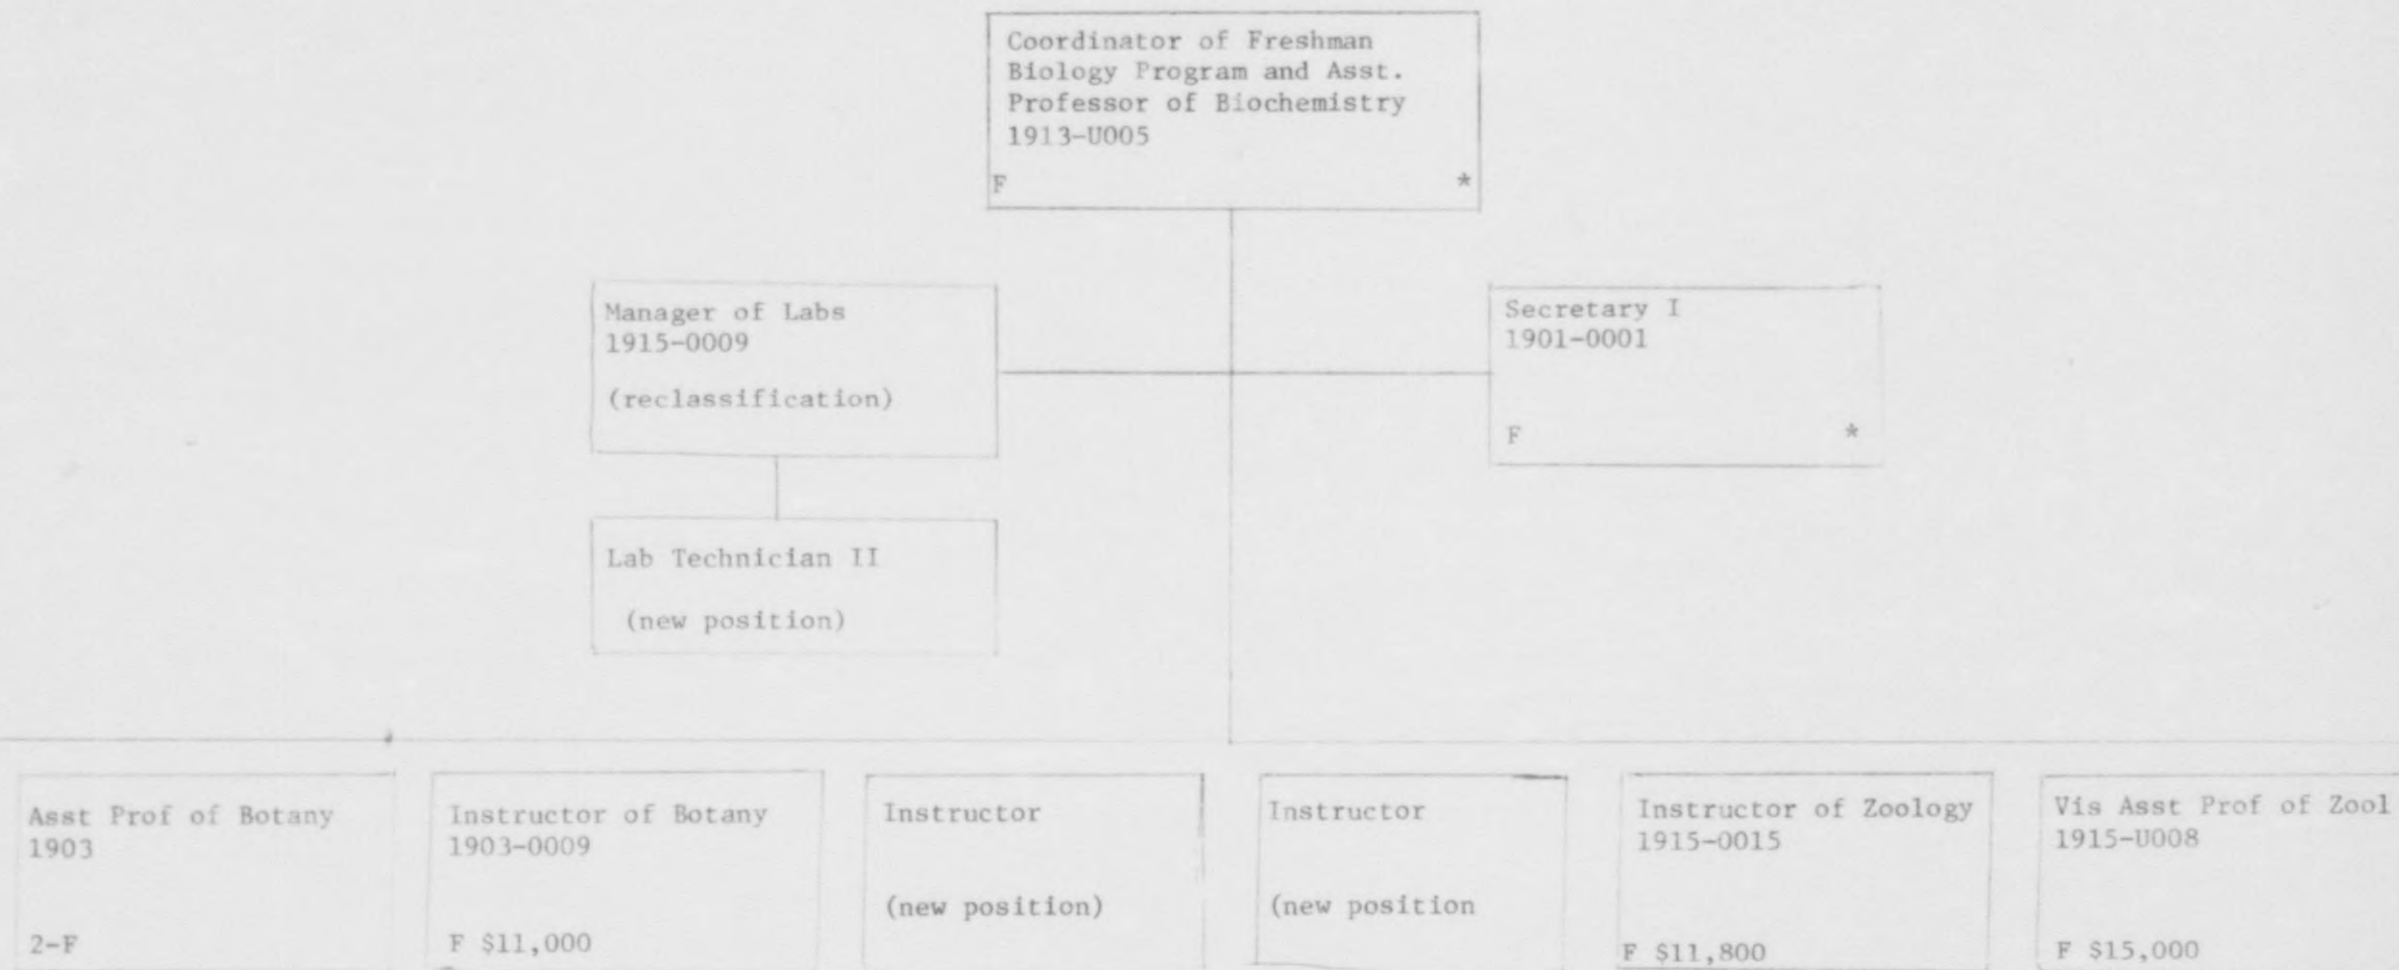 Coordinator of Freshman
Biology Program and Asst.
Professor of Biochemistry
1913-U005
F *
Manager of Labs
1915-0009
(reclassification)
Secretary I
1901-0001
F *
Lab Technician II
(new position)
Asst Prof of Botany
1903
2-F
Instructor of Botany
1903-0009
F $11,000
Instructor
(new position)
Instructor
(new position
Instructor of Zoology
1915-0015
F $11,800
Vis Asst Prof of Zool
1915-U008
F $15,000